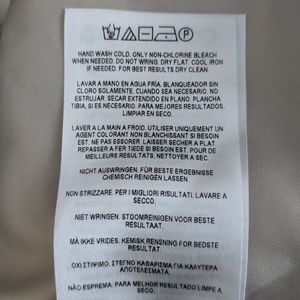 HAND WASH COLD, ONLY NON-CHLORINE BLEACH
WHEN NEEDED. DO NOT WRING. DRY FLAT. COOL IRON
IF NEEDED. FOR BEST RESULTS DRY CLEAN.
LAVAR A MANO EN AGUA FRÍA. BLANQUEADOR SIN
CLORO SOLAMENTE, CUANDO SEA NECESARIO. NO
ESTRUJAR. SECAR EXTENDIDO EN PLANO. PLANCHA
TIBIA, SI ES NECESARIO. PARA MEJORES RESULTADOS,
LIMPIAR EN SECO.
LAVER A LA MAIN A FROID. UTILISER UNIQUEMENT UN
AGENT COLORANT NON BLANCHISSANT SI BESOIN
EST. NE PAS ESSORER. LAISSER SECHER A PLAT
REPASSER A FER TIEDE SI BESOIN EST. POUR DE
MEILLEURS RESULTATS, NETTOYER A SEC.
NICHT AUSWRINGEN. FÜR BESTE ERGEBNISSE
CHEMISCH REINIGEN LASSEN.
NON STRIZZARE. PER I MIGLIORI RISULTATI, LAVARE A
SECCO.
NIET WRINGEN. STOOMREINIGEN VOOR BESTE
RESULTAAT.
MÅ IKKE VRIDES. KEMISK RENSNING FOR BEDSTE
RESULTAT
ΟΧΙ ΣΤΗΨΙΜΟ. ΣΤΕΓΝΟ ΚΑΘΑΡΙΣΜΑ ΓΙΑ ΚΑΛΥΤΕΡΑ
ΑΠΟΤΕΛΕΣΜΑΤΑ
NÃO ESPREMA. PARA MELHOR RESULTADO LIMPE A
SECO.